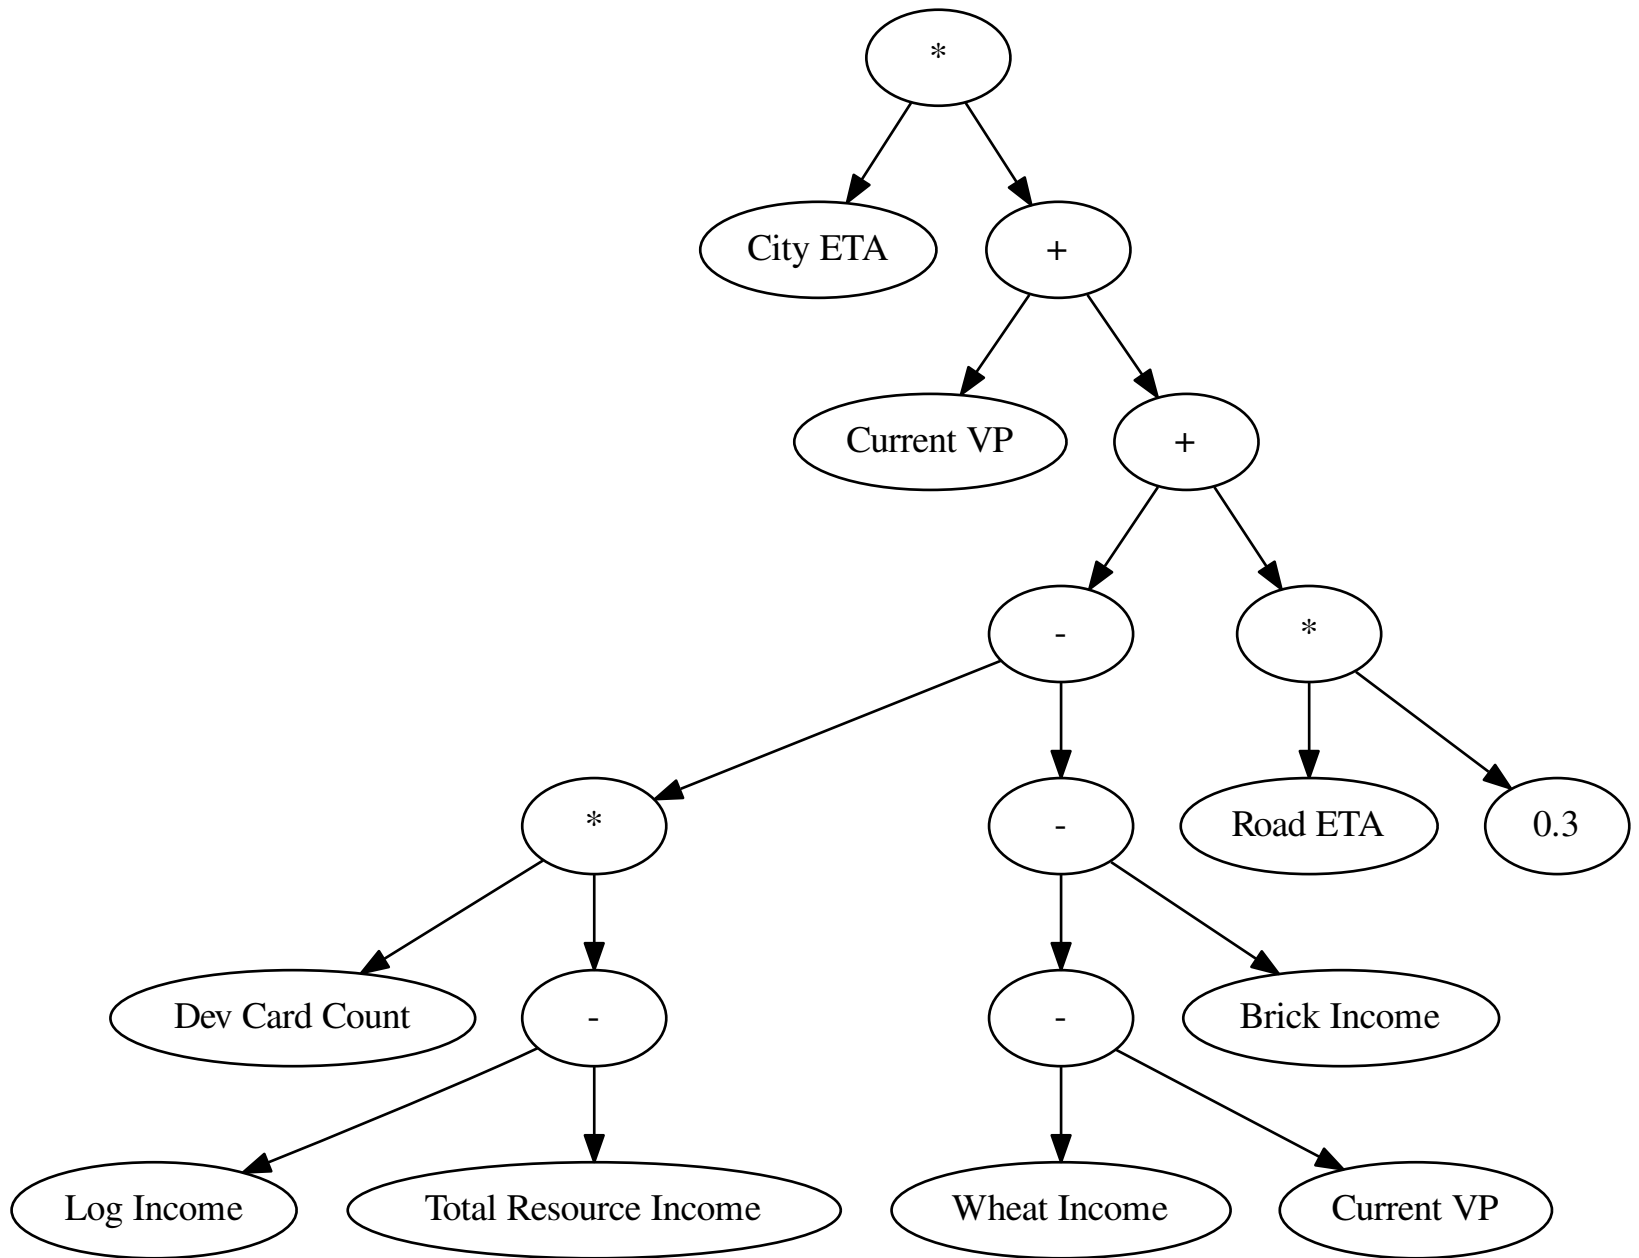 *
City ETA
+
Current VP
+
-
*
*
-
Road ETA
0.3
Dev Card Count
-
-
Brick Income
Log Income
Total Resource Income
Wheat Income
Current VP